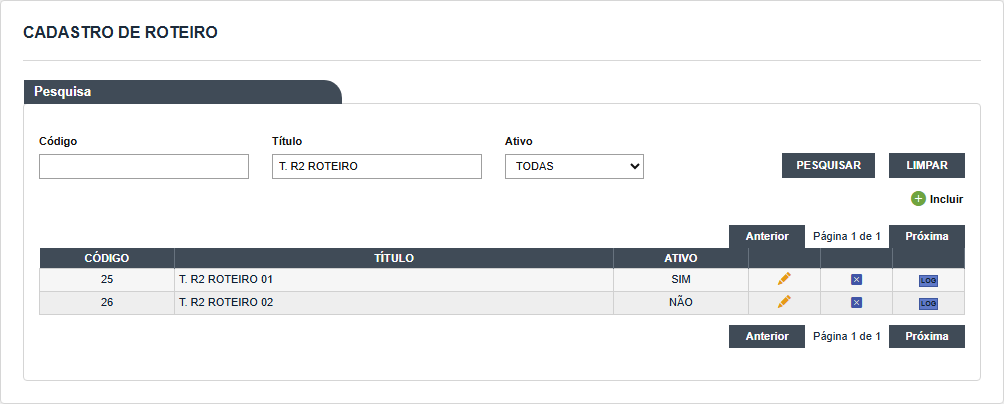 CADASTRO DE ROTEIRO
Pesquisa
Código Título Ativo
T. R2 ROTEIRO TODAS PESQUISAR LIMPAR
Incluir
Anterior Página 1 de 1 Próxima
CÓDIGO TÍTULO ATIVO
25 T. R2 ROTEIRO 01 SIM LOG
26 T. R2 ROTEIRO 02 NÃO LOG
Anterior Página 1 de 1 Próxima